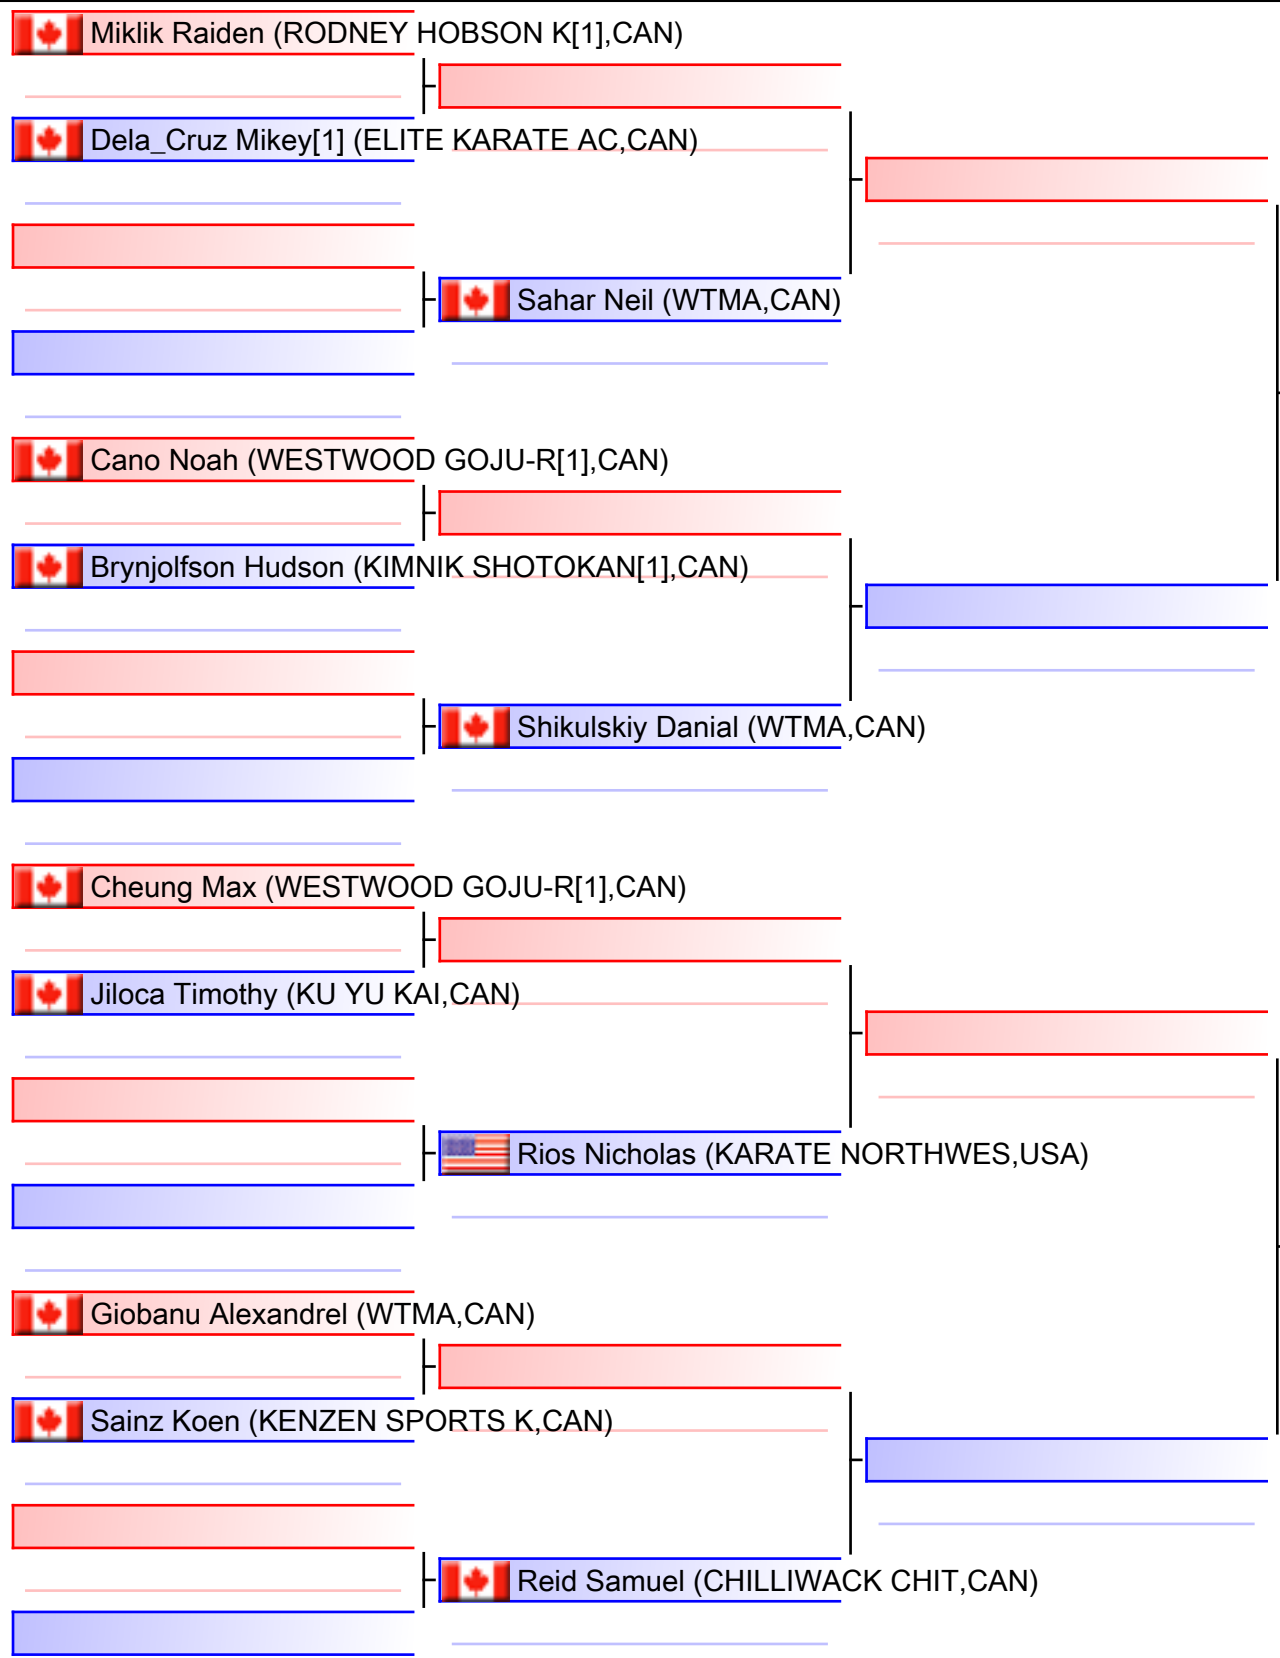 Miklik Raiden (RODNEY HOBSON K[1],CAN)
Dela_Cruz Mikey[1] (ELITE KARATE AC,CAN)
Sahar Neil (WTMA,CAN)
Cano Noah (WESTWOOD GOJU-R[1],CAN)
Brynjolfson Hudson (KIMNIK SHOTOKAN[1],CAN)
Shikulskiy Danial (WTMA,CAN)
Cheung Max (WESTWOOD GOJU-R[1],CAN)
Jiloca Timothy (KU YU KAI,CAN)
Rios Nicholas (KARATE NORTHWES,USA)
Giobanu Alexandrel (WTMA,CAN)
Sainz Koen (KENZEN SPORTS K,CAN)
Reid Samuel (CHILLIWACK CHIT,CAN)